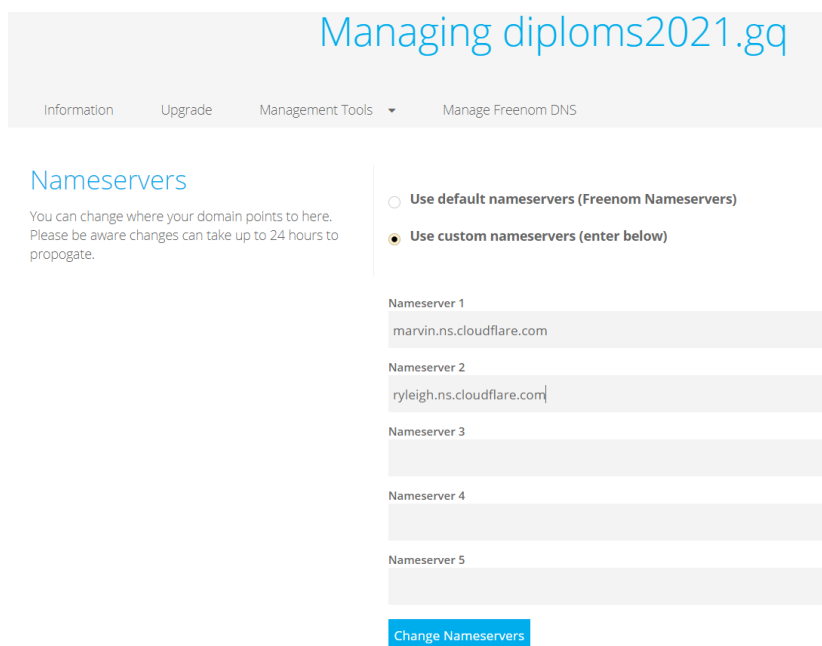 Managing diploms2021.gq
Information Upgrade Management Tools Manage Freenom DNS
Nameservers
You can change where your domain points to here.
Please be aware changes can take up to 24 hours to
propogate.
Use default nameservers (Freenom Nameservers)
Use custom nameservers (enter below)
Nameserver 1
marvin.ns.cloudflare.com
Nameserver 2
ryleigh.ns.cloudflare.com
Nameserver 3
Nameserver 4
Nameserver 5
Change Nameservers